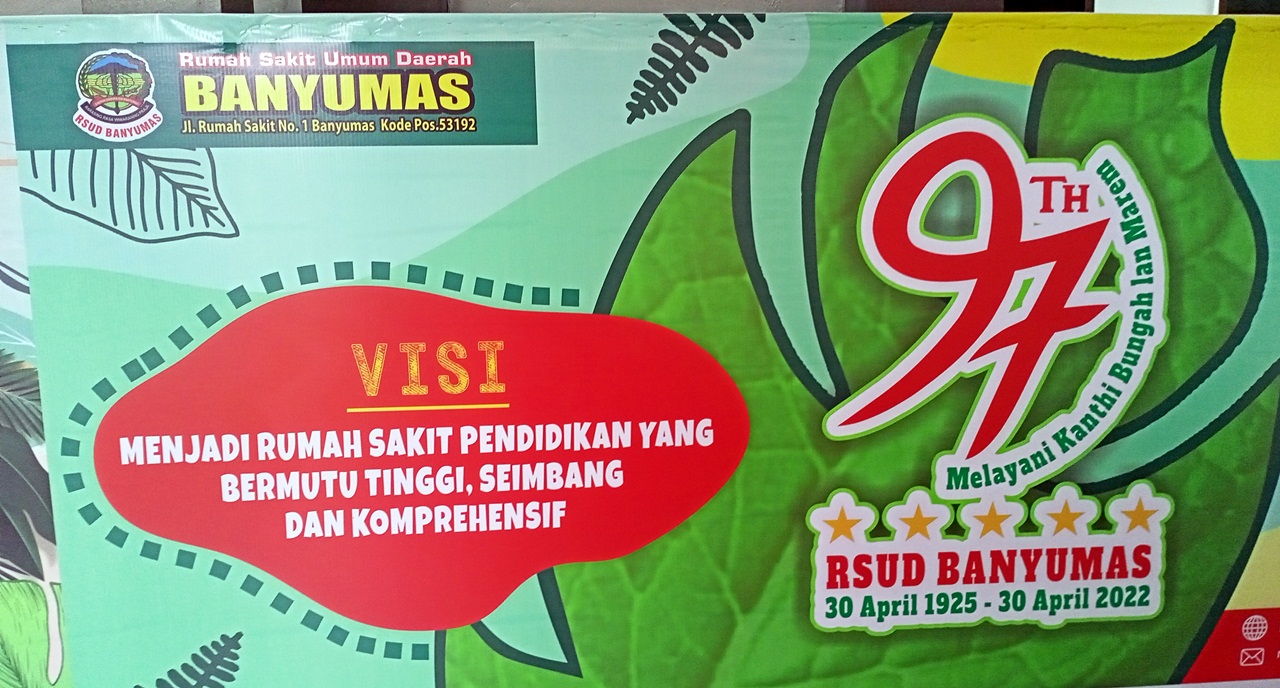 Rumah Sakit Umum Daerah
BANYUMAS
Jl. Rumah Sakit No. 1 Banyumas Kode Pos.53192
RSUD BANYUMAS
VISI
MENJADI RUMAH SAKIT PENDIDIKAN YANG
BERMUTU TINGGI, SEIMBANG
DAN KOMPREHENSIF
97 TH
Melayani Kanthi Bungah lan Marem
RSUD BANYUMAS
30 April 1925 - 30 April 2022